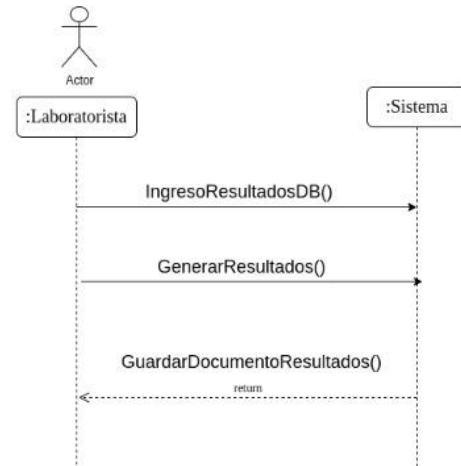 Actor
:Laboratorista
:Sistema
IngresoResultadosDB()
GenerarResultados()
GuardarDocumentoResultados()
return